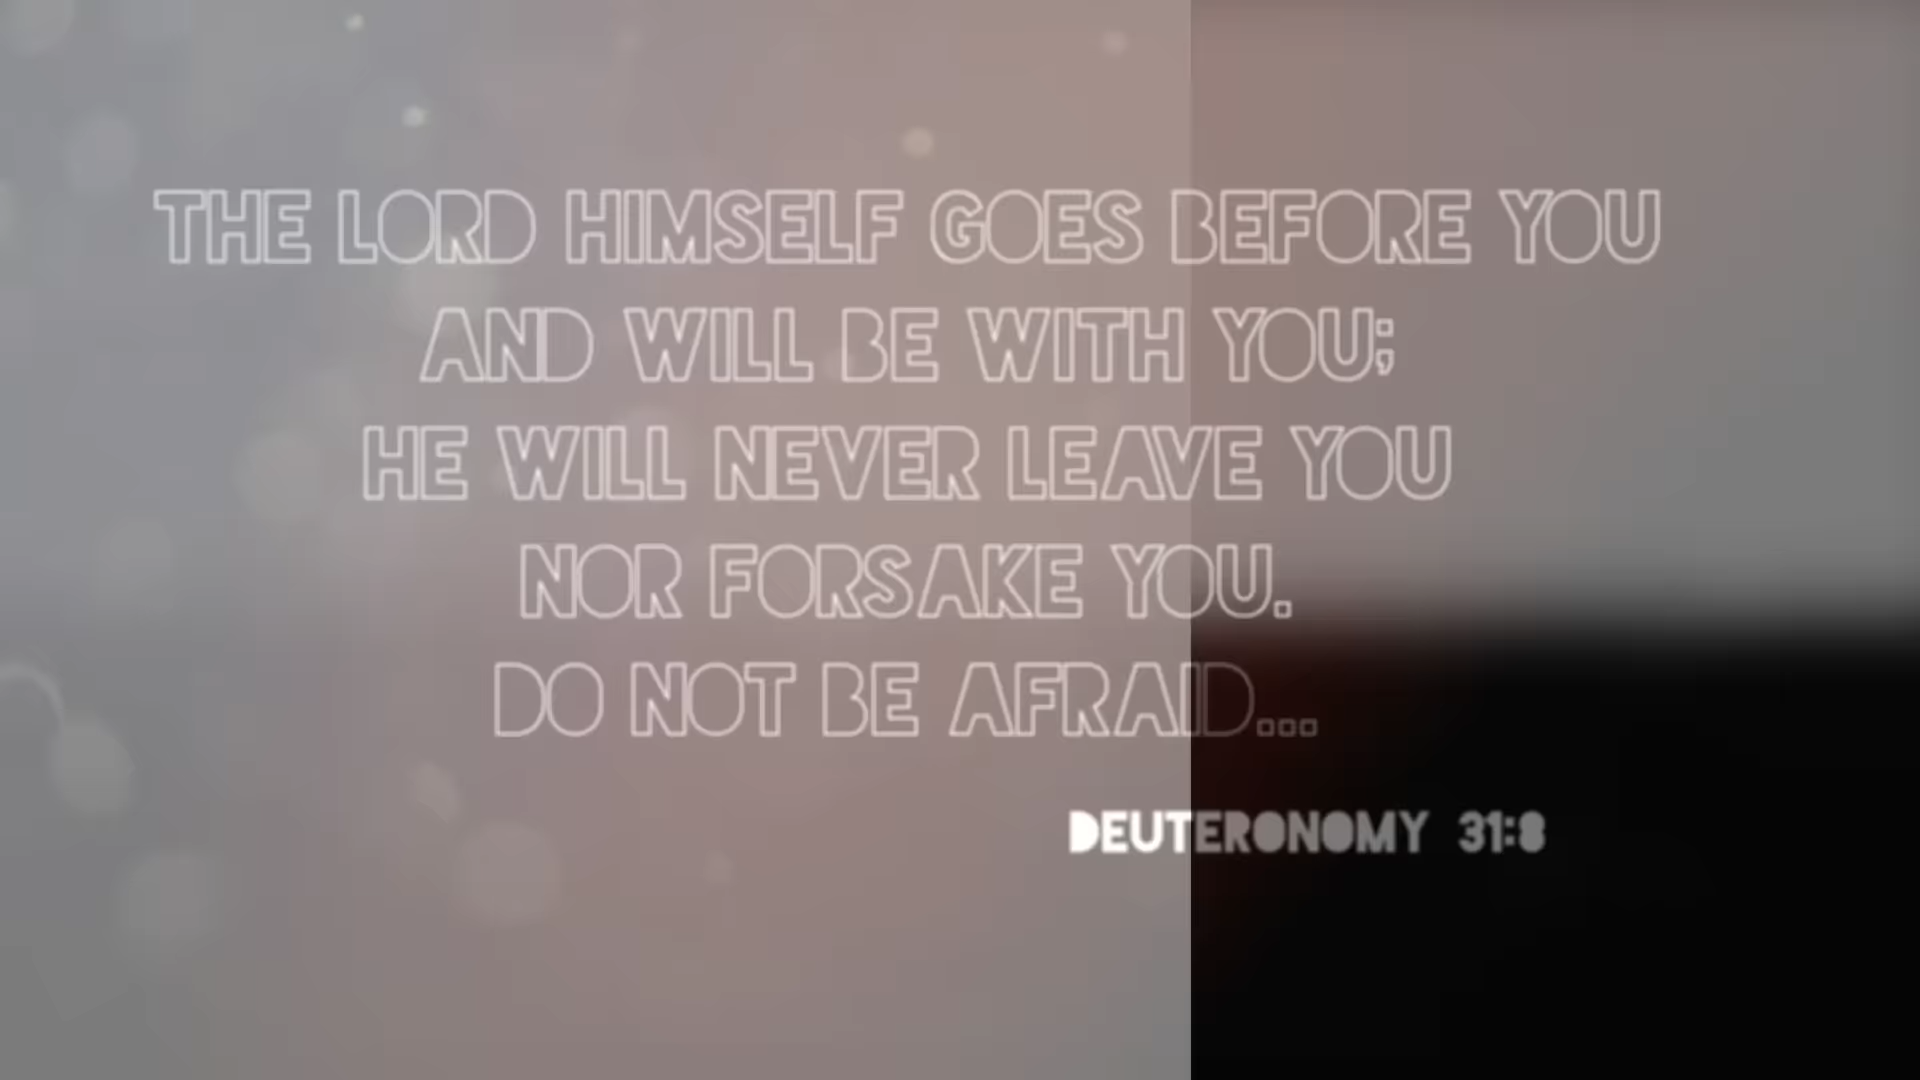 THE LORD HIMSELF GOES BEFORE YOU
AND WILL BE WITH YOU;
HE WILL NEVER LEAVE YOU
NOR FORSAKE YOU.
DO NOT BE AFRAID...
DEUTERONOMY 31:8